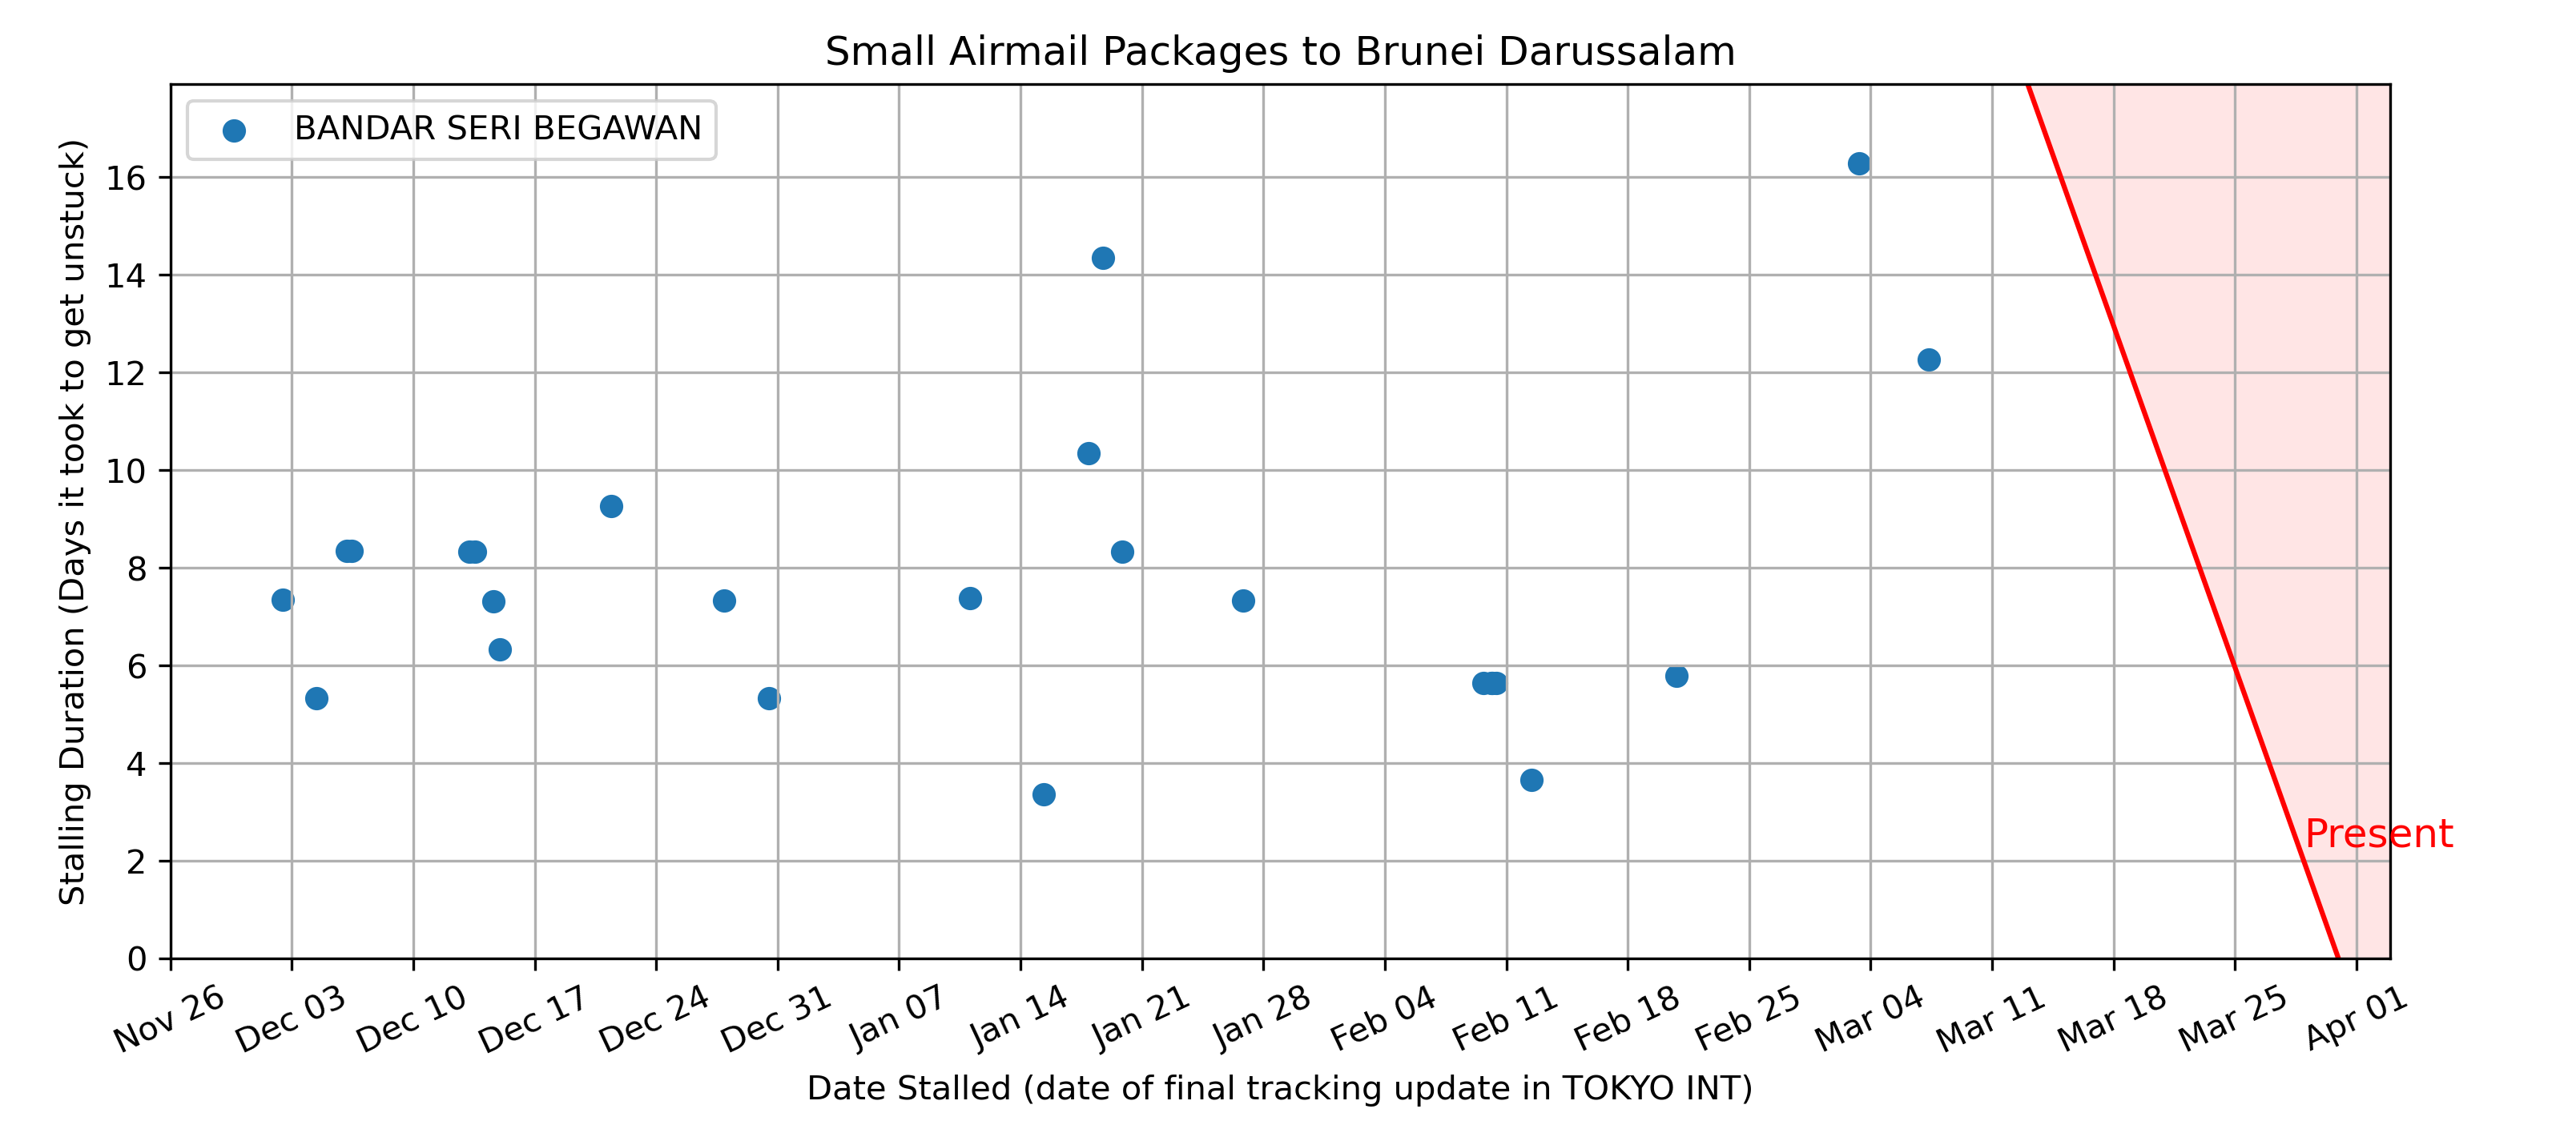 Small Airmail Packages to Brunei Darussalam
BANDAR SERI BEGAWAN
Stalling Duration (Days it took to get unstuck)
16
14
12
10
8
6
4
2
0
Present
Nov 26
Dec 03
Dec 10
Dec 17
Dec 24
Dec 31
Jan 07
Jan 14
Jan 21
Jan 28
Feb 04
Feb 11
Feb 18
Feb 25
Mar 04
Mar 11
Mar 18
Mar 25
Apr 01
Date Stalled (date of final tracking update in TOKYO INT)